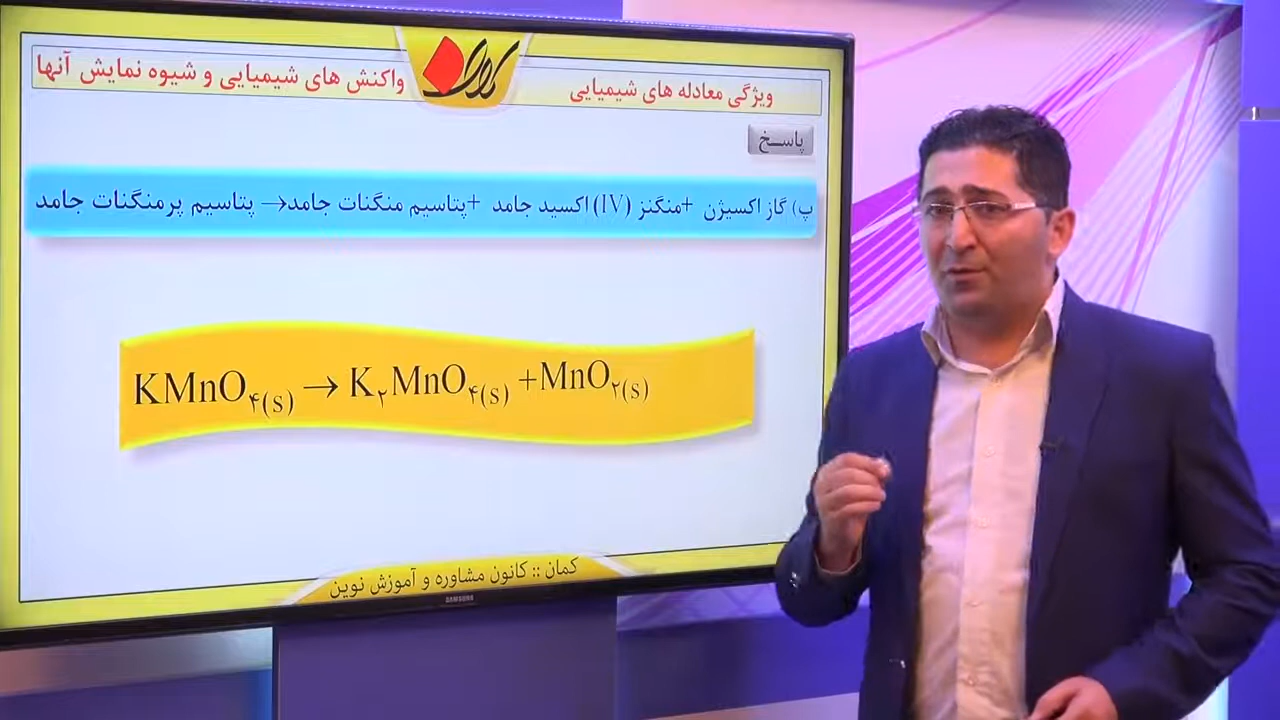 واکنش های شیمیایی و شیوه نمایش آنها
کمان
ویژگی معادله های شیمیایی
پاسخ
پ) گاز اکسیژن +منگنز (IV) اکسید جامد +پتاسیم منگنات جامد→ پتاسیم پرمنگنات جامد
KMnO۴(s) → K۲MnO۴(s) +MnO۲(s)
کمان :: کانون مشاوره و آموزش نوین
SAMSUNG